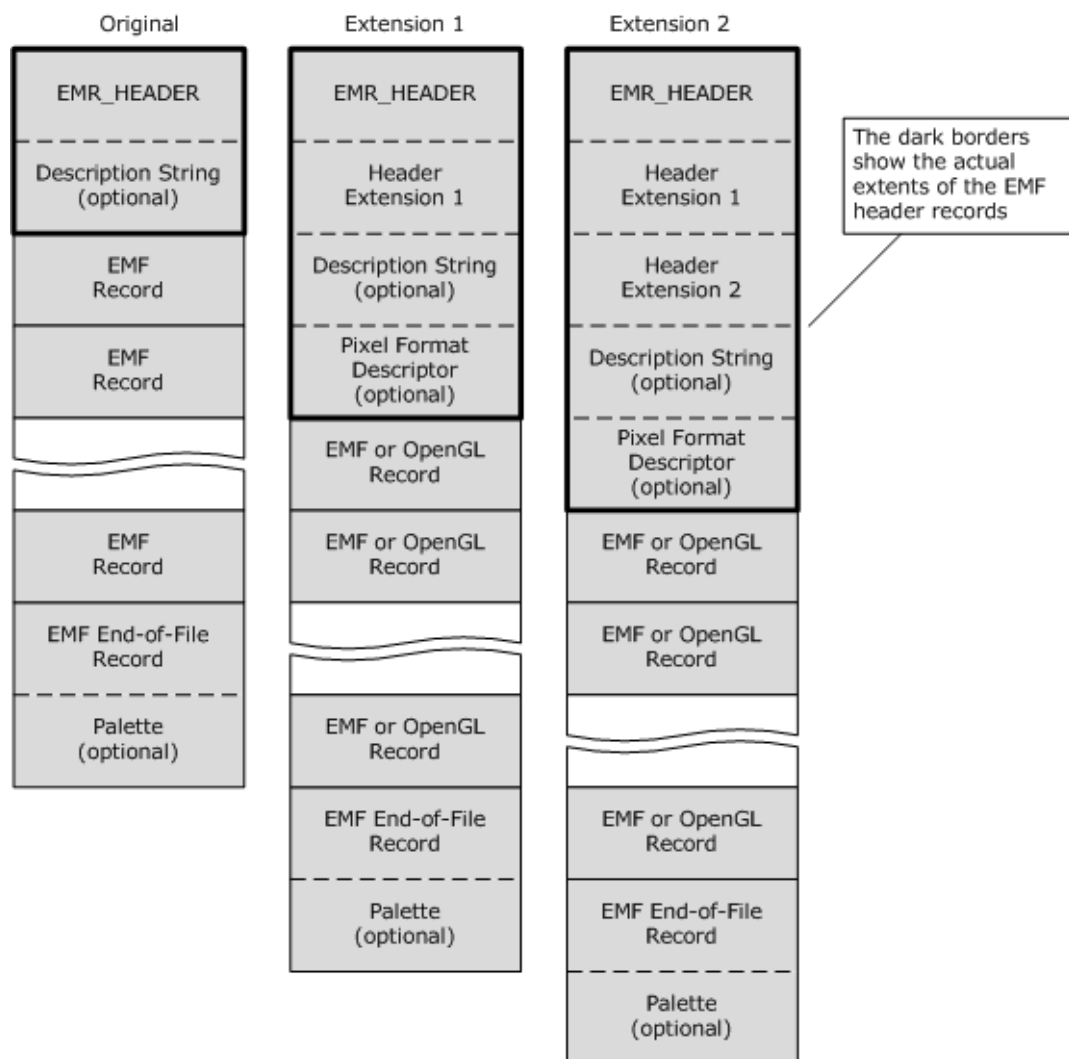 Original
EMR_HEADER
Description String
(optional)
EMF
Record
EMF
Record
EMF
Record
EMF End-of-File
Record
Palette
(optional)
Extension 1
EMR_HEADER
Header
Extension 1
Description String
(optional)
Pixel Format
Descriptor
(optional)
EMF or OpenGL
Record
EMF or OpenGL
Record
EMF or OpenGL
Record
EMF End-of-File
Record
Palette
(optional)
Extension 2
EMR_HEADER
Header
Extension 1
Header
Extension 2
Description String
(optional)
Pixel Format
Descriptor
(optional)
EMF or OpenGL
Record
EMF or OpenGL
Record
EMF or OpenGL
Record
EMF End-of-File
Record
Palette
(optional)
The dark borders
show the actual
extents of the EMF
header records